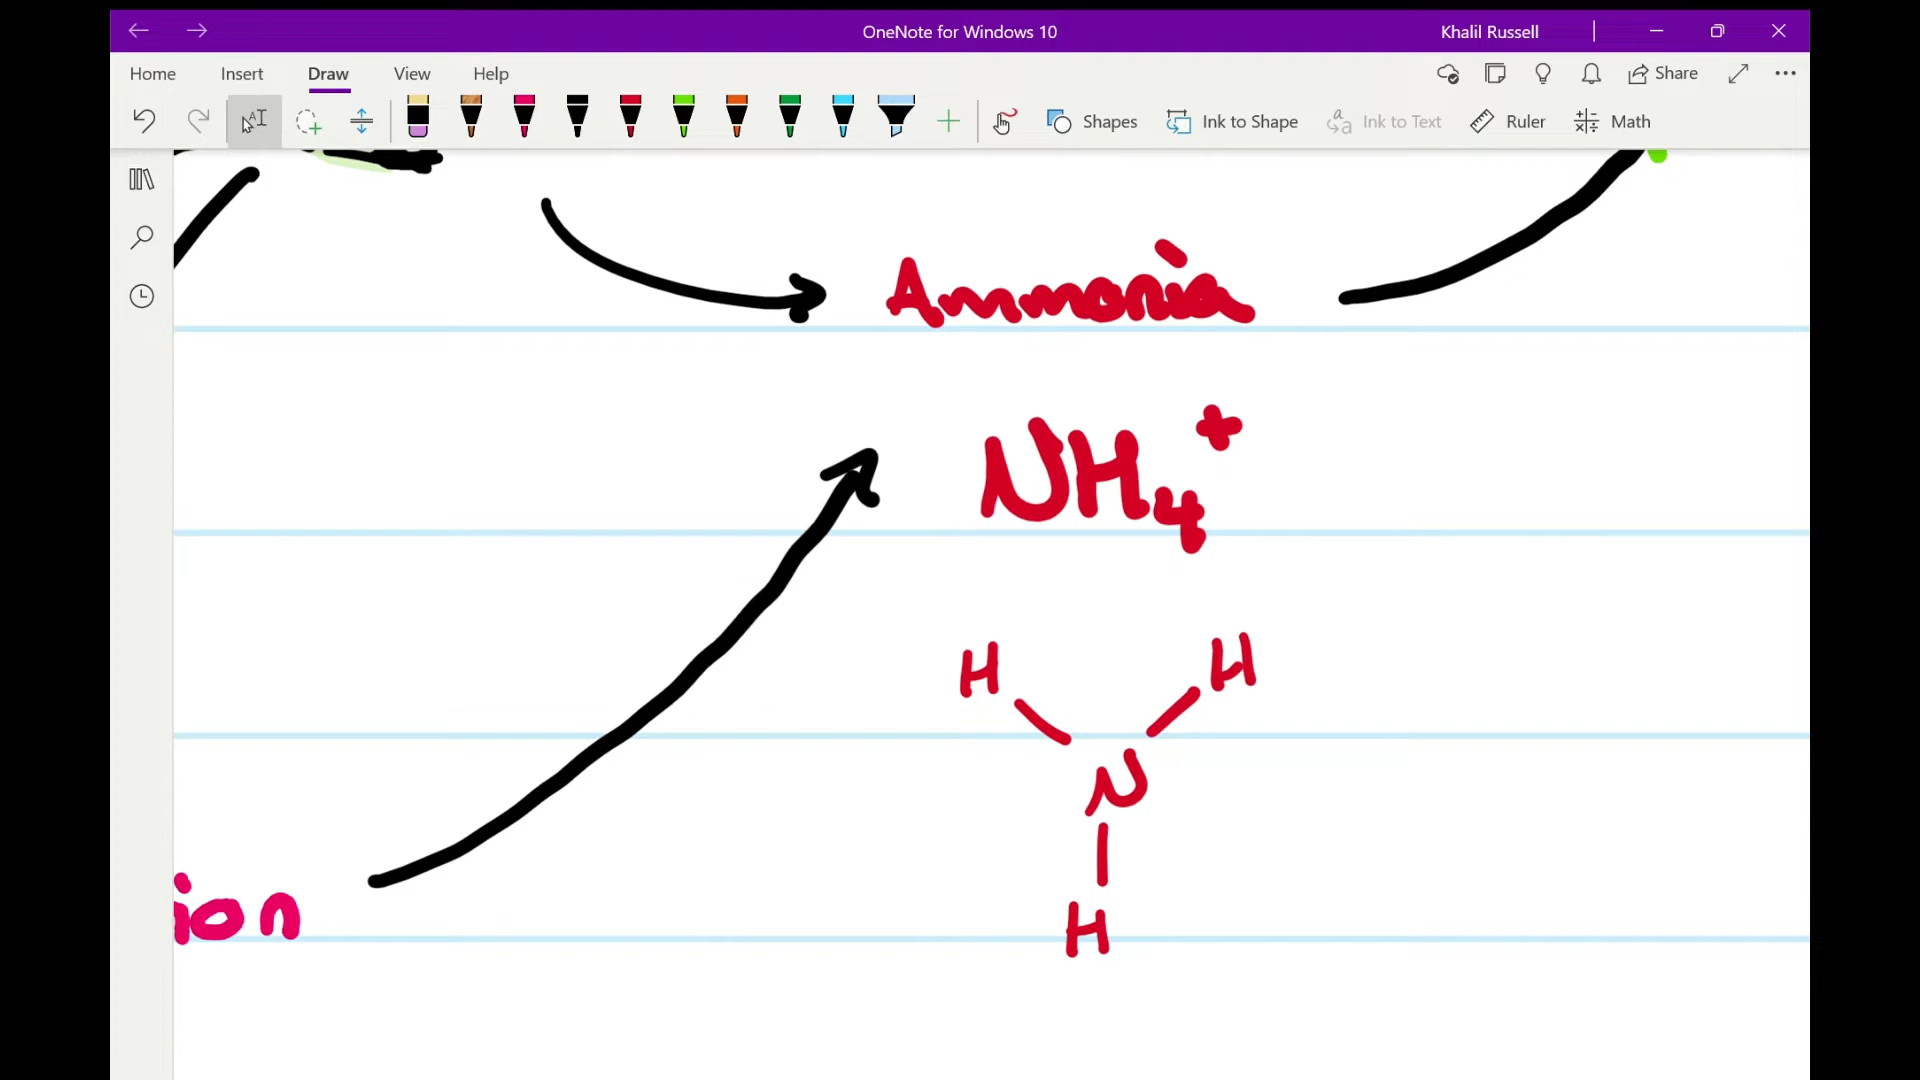 OneNote for Windows 10
Khalil Russell
Home Insert Draw View Help
Share
Shapes Ink to Shape Ink to Text Ruler Math
Ammonia
NH4+
H H
N
H
ion